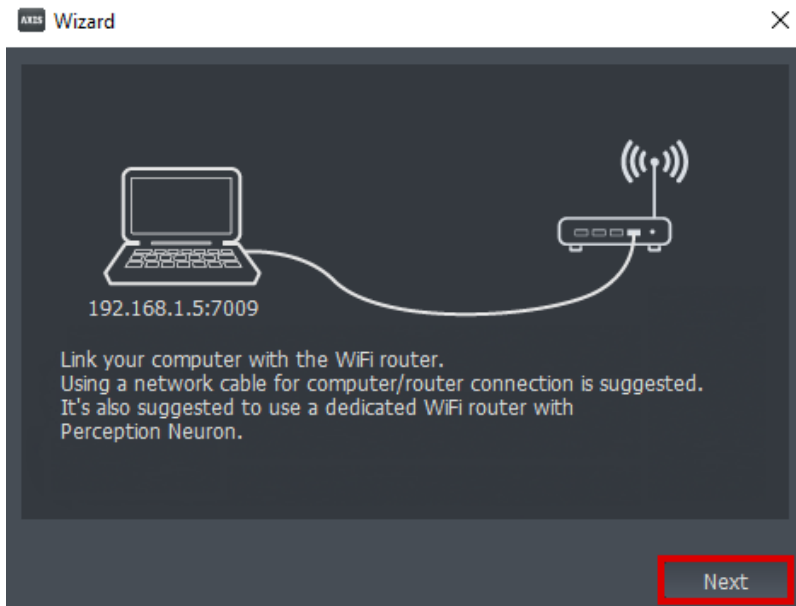 AXIS Wizard
192.168.1.5:7009
Link your computer with the WiFi router.
Using a network cable for computer/router connection is suggested.
It's also suggested to use a dedicated WiFi router with
Perception Neuron.
Next